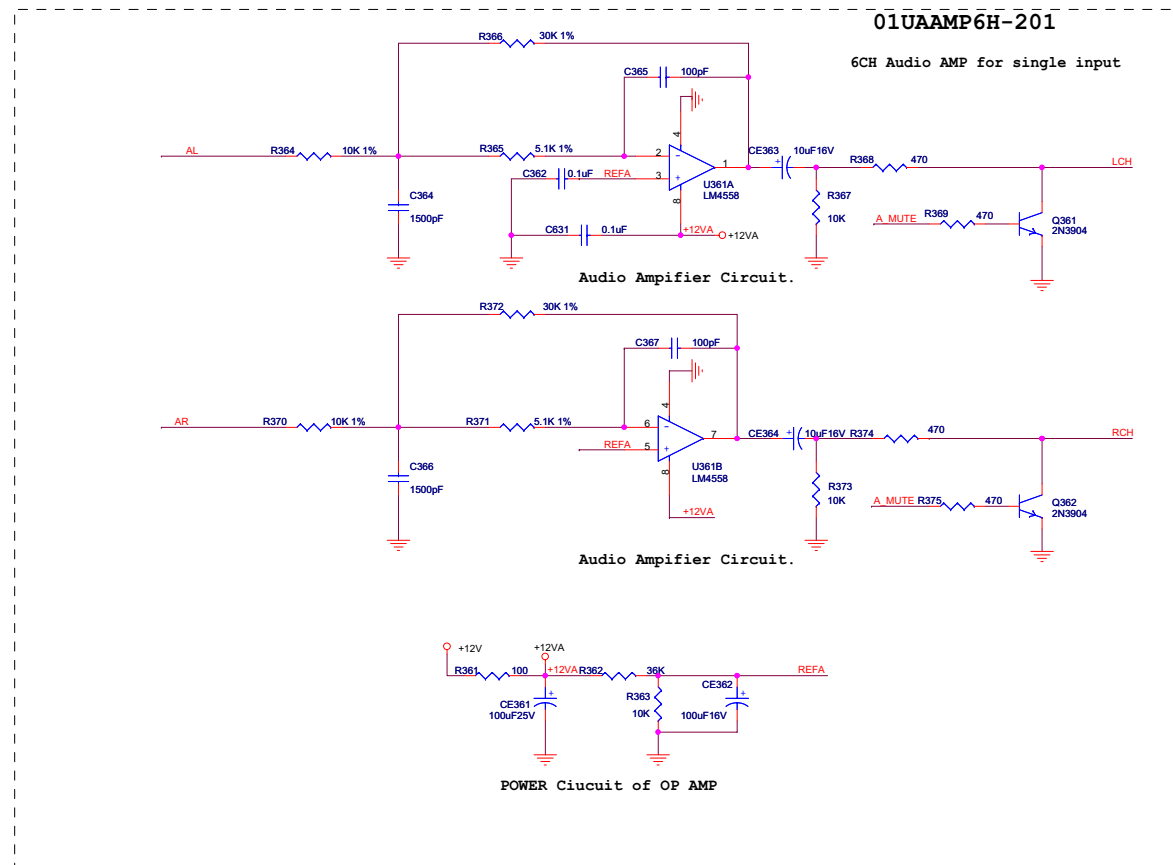 01UAAMP6H-201
6CH Audio AMP for single input
R366 30K 1%
C365 100pF
4
AL R364 10K 1% R365 5.1K 1% 2 - 1 CE363 + 10uF16V R368 470 LCH
C362 0.1uF REFA 3 +
U361A
LM4558
C364
1500pF
8
R367
10K
A_MUTE R369 470 Q361
2N3904
C631 0.1uF +12VA +12VA
Audio Ampifier Circuit.
R372 30K 1%
C367 100pF
4
AR R370 10K 1% R371 5.1K 1% 6 - 7 CE364 + 10uF16V R374 470 RCH
REFA 5 +
U361B
LM4558
C366
1500pF
8
R373
10K
A_MUTE R375 470 Q362
2N3904
+12VA
Audio Ampifier Circuit.
+12V +12VA
R361 100 +12VA R362 36K REFA
CE361 +
100uF25V
R363
10K
CE362 +
100uF16V
POWER Ciucuit of OP AMP